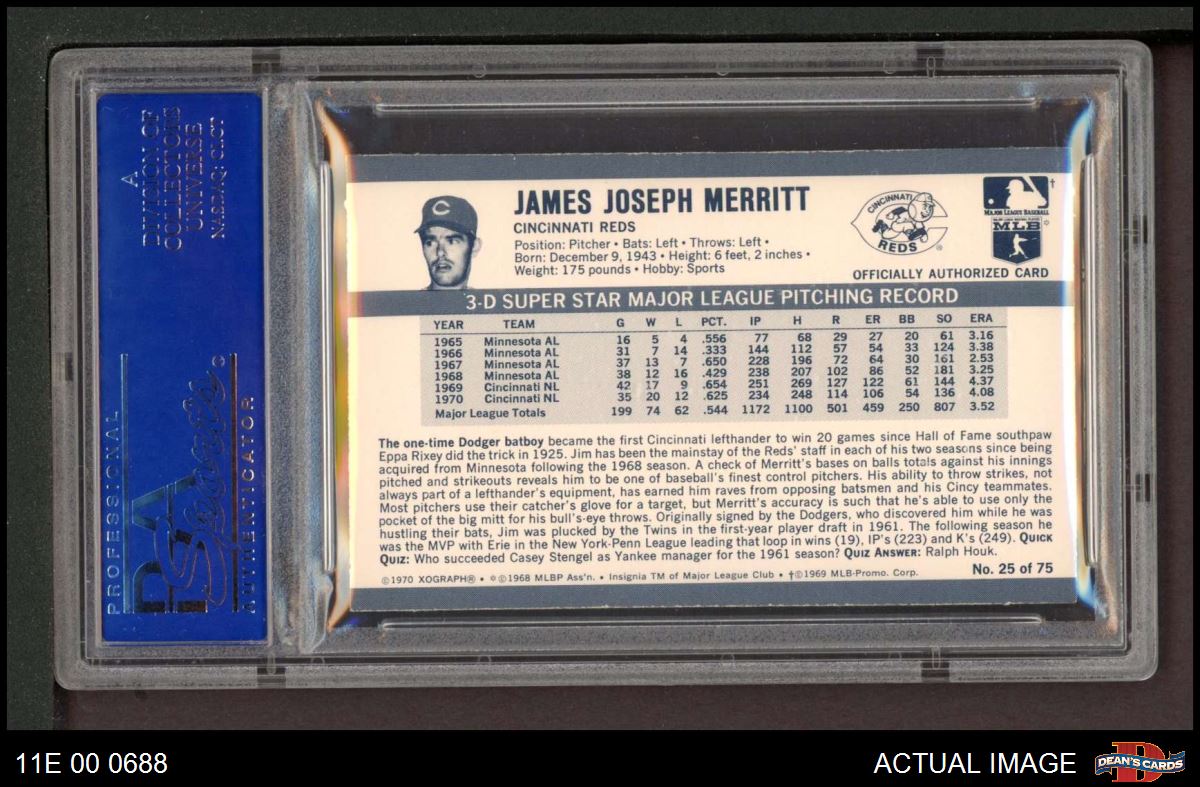 A
DIVISION OF
COLLECTORS
UNIVERSE
NASDAQ: CLCT
PROFESSIONAL
PSA
Sports
AUTHENTICATOR
JAMES JOSEPH MERRITT
CINCINNATI REDS
Position: Pitcher • Bats: Left • Throws: Left •
Born: December 9, 1943 • Height: 6 feet, 2 inches •
Weight: 175 pounds • Hobby: Sports
C
CINCINNATI
REDS
®
†
MAJOR LEAGUE BASEBALL
MAJOR LEAGUE BASEBALL PLAYERS
MLB
OFFICIALLY AUTHORIZED CARD
3-D SUPER STAR MAJOR LEAGUE PITCHING RECORD
YEAR TEAM G W L PCT. IP H R ER BB SO ERA
1965 Minnesota AL 16 5 4 .556 77 68 29 27 20 61 3.16
1966 Minnesota AL 31 7 14 .333 144 112 57 54 33 124 3.38
1967 Minnesota AL 37 13 7 .650 228 196 72 64 30 161 2.53
1968 Minnesota AL 38 12 16 .429 238 207 102 86 52 181 3.25
1969 Cincinnati NL 42 17 9 .654 251 269 127 122 61 144 4.37
1970 Cincinnati NL 35 20 12 .625 234 248 114 106 54 136 4.08
Major League Totals 199 74 62 .544 1172 1100 501 459 250 807 3.52
The one-time Dodger batboy became the first Cincinnati lefthander to win 20 games since Hall of Fame southpaw
Eppa Rixey did the trick in 1925. Jim has been the mainstay of the Reds' staff in each of his two seasons since being
acquired from Minnesota following the 1968 season. A check of Merritt's bases on balls totals against his innings
pitched and strikeouts reveals him to be one of baseball's finest control pitchers. His ability to throw strikes, not
always part of a lefthander's equipment, has earned him raves from opposing batsmen and his Cincy teammates.
Most pitchers use their catcher's glove for a target, but Merritt's accuracy is such that he's able to use only the
pocket of the big mitt for his bull's-eye throws. Originally signed by the Dodgers, who discovered him while he was
hustling their bats, Jim was plucked by the Twins in the first-year player draft in 1961. The following season he
was the MVP with Erie in the New York-Penn League leading that loop in wins (19), IP's (223) and K's (249). QUICK
QUIZ: Who succeeded Casey Stengel as Yankee manager for the 1961 season? QUIZ ANSWER: Ralph Houk.
©1970 XOGRAPH® • *©1968 MLBP Ass'n. • Insignia TM of Major League Club • †©1969 MLB-Promo. Corp.
No. 25 of 75
11E 00 0688
ACTUAL IMAGE
DEAN'S CARDS